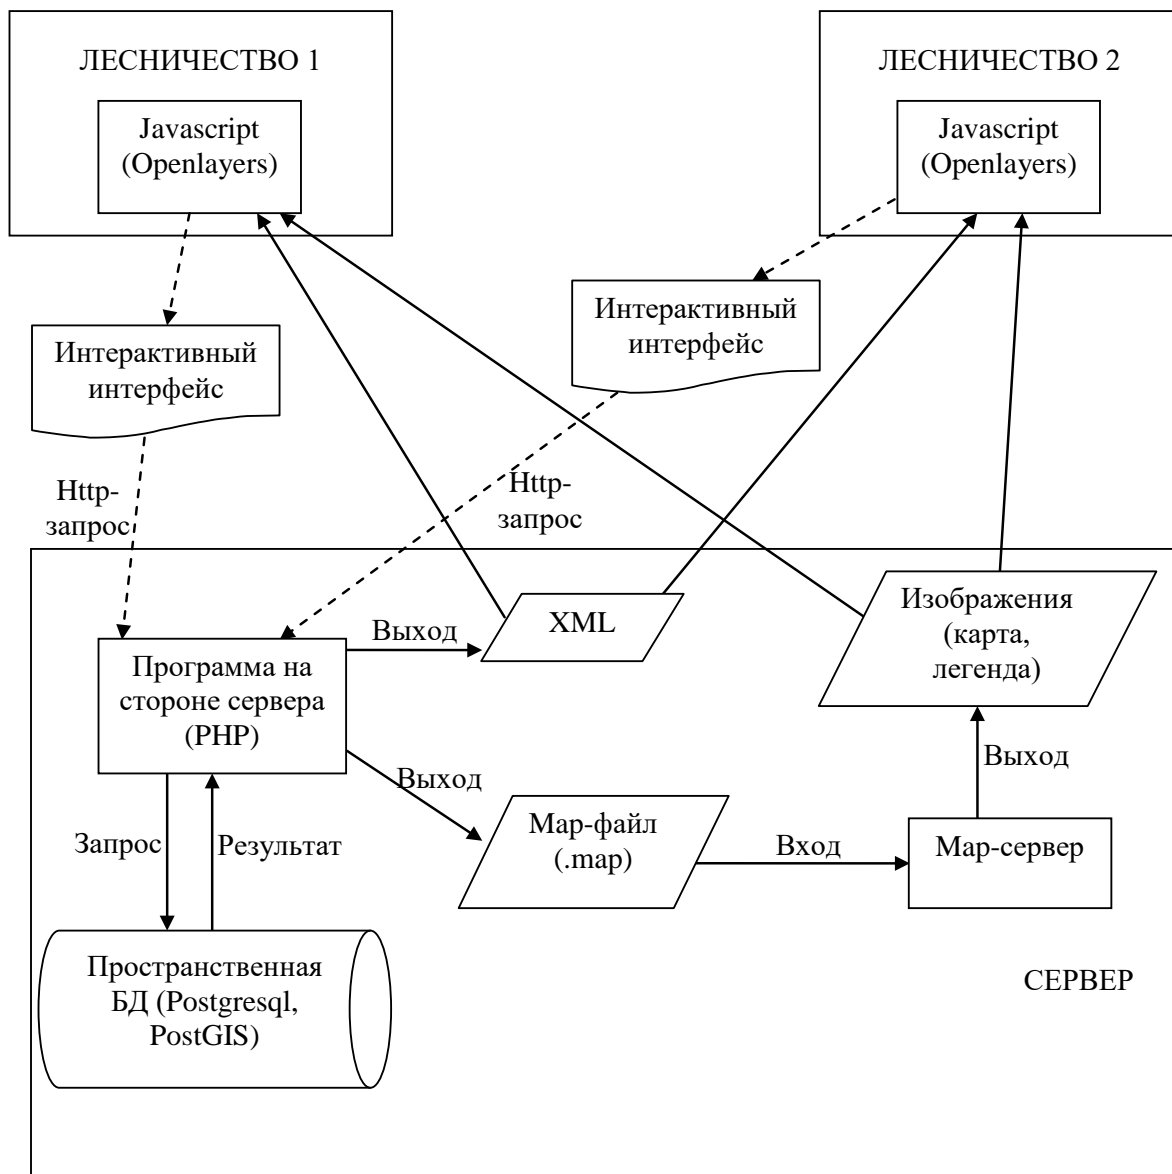 ЛЕСНИЧЕСТВО 1
Javascript
(Openlayers)
ЛЕСНИЧЕСТВО 2
Javascript
(Openlayers)
Интерактивный
интерфейс
Интерактивный
интерфейс
Http-
запрос
Http-
запрос
Программа на
стороне сервера
(PHP)
Выход
XML
Изображения
(карта,
легенда)
Выход
Map-файл
(.map)
Вход
Map-сервер
Выход
Запрос
Результат
Пространственная
БД (Postgresql,
PostGIS)
СЕРВЕР